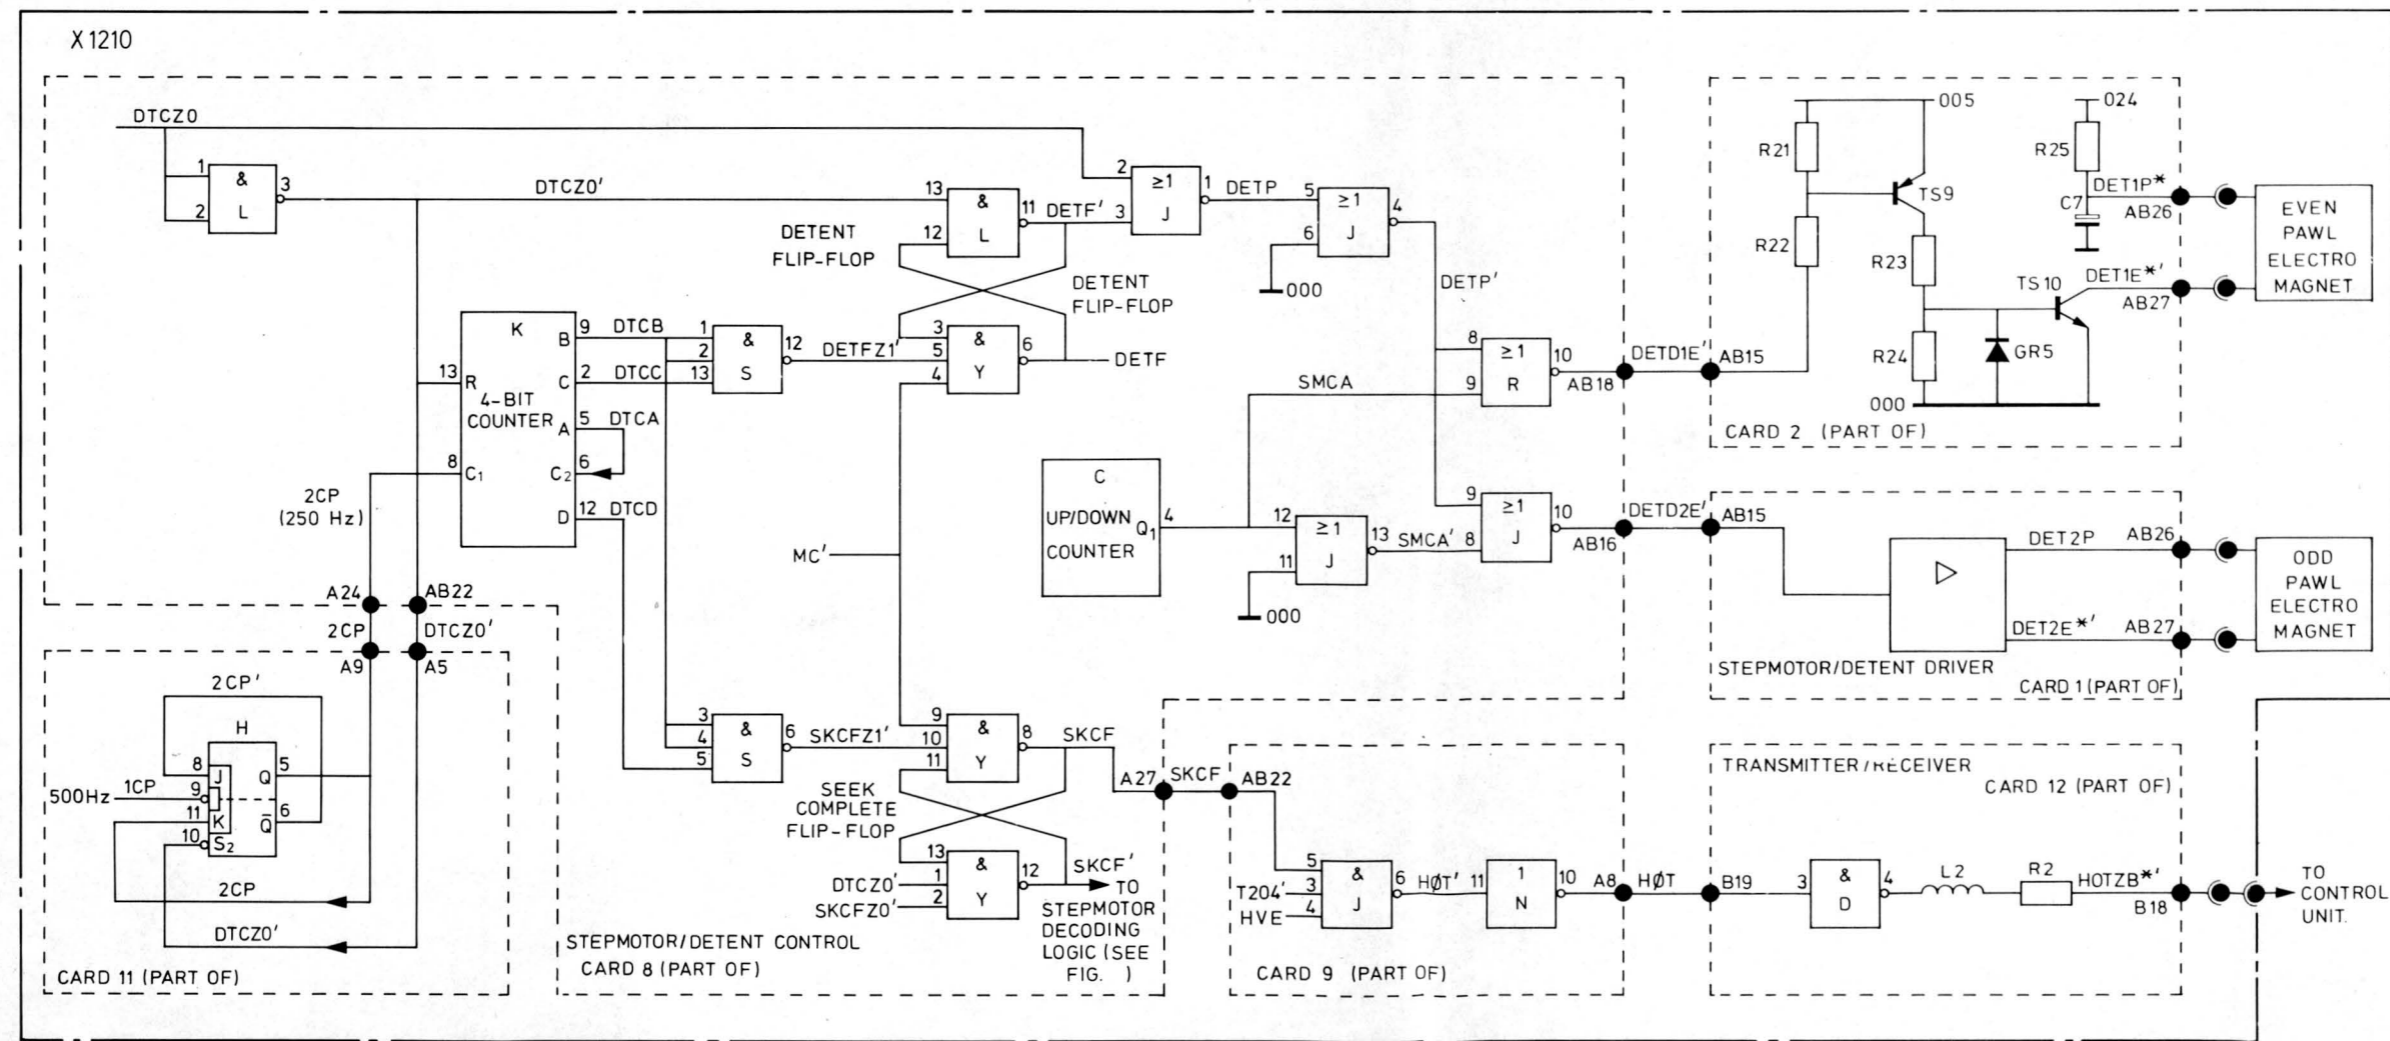 X1210
DTCZ0
1
2
&
L
3
DTCZ0'
13
12
&
L
11
DETF'
DETENT
FLIP-FLOP
DETENT
FLIP-FLOP
2
3
≥1
J
1
DETP
5
6
≥1
J
4
000
DETP'
K
4-BIT
COUNTER
13
R
8
C1
9
B
DTCB
2
C
DTCC
5
A
DTCA
6
C2
12
D
DTCD
1
2
13
&
S
12
DETFZ1'
3
5
4
&
Y
6
DETF
2CP
(250 Hz)
MC'
C
UP/DOWN
COUNTER
Q1
4
SMCA
12
11
≥1
J
13
SMCA'
000
8
9
≥1
R
10
AB18
DETD1E'
AB15
9
8
≥1
J
10
AB16
DETD2E'
AB15
R21
R22
005
TS9
R23
R24
000
GR5
TS10
024
R25
C7
DET1P*
AB26
DET1E*'
AB27
EVEN
PAWL
ELECTRO
MAGNET
CARD 2 (PART OF)
DET2P
AB26
DET2E*'
AB27
ODD
PAWL
ELECTRO
MAGNET
STEPMOTOR/DETENT DRIVER
CARD 1 (PART OF)
A24
AB22
2CP
DTCZ0'
A9
A5
2CP'
H
8
J
Q
5
500Hz
1CP
9
11
K
Q̅
6
10
S2
2CP
DTCZ0'
CARD 11 (PART OF)
3
4
5
&
S
6
SKCFZ1'
9
10
11
&
Y
8
SKCF
SEEK
COMPLETE
FLIP-FLOP
13
1
2
&
Y
12
DTCZ0'
SKCFZ0'
SKCF'
TO
STEPMOTOR
DECODING
LOGIC (SEE
FIG. )
STEPMOTOR/DETENT CONTROL
CARD 8 (PART OF)
A27
SKCF
AB22
5
3
4
T204'
HVE
&
J
6
HØT'
11
1
N
10
A8
HØT
B19
CARD 9 (PART OF)
TRANSMITTER/RECEIVER
CARD 12 (PART OF)
3
&
D
4
L2
R2
HOTZB*'
B18
TO
CONTROL
UNIT.